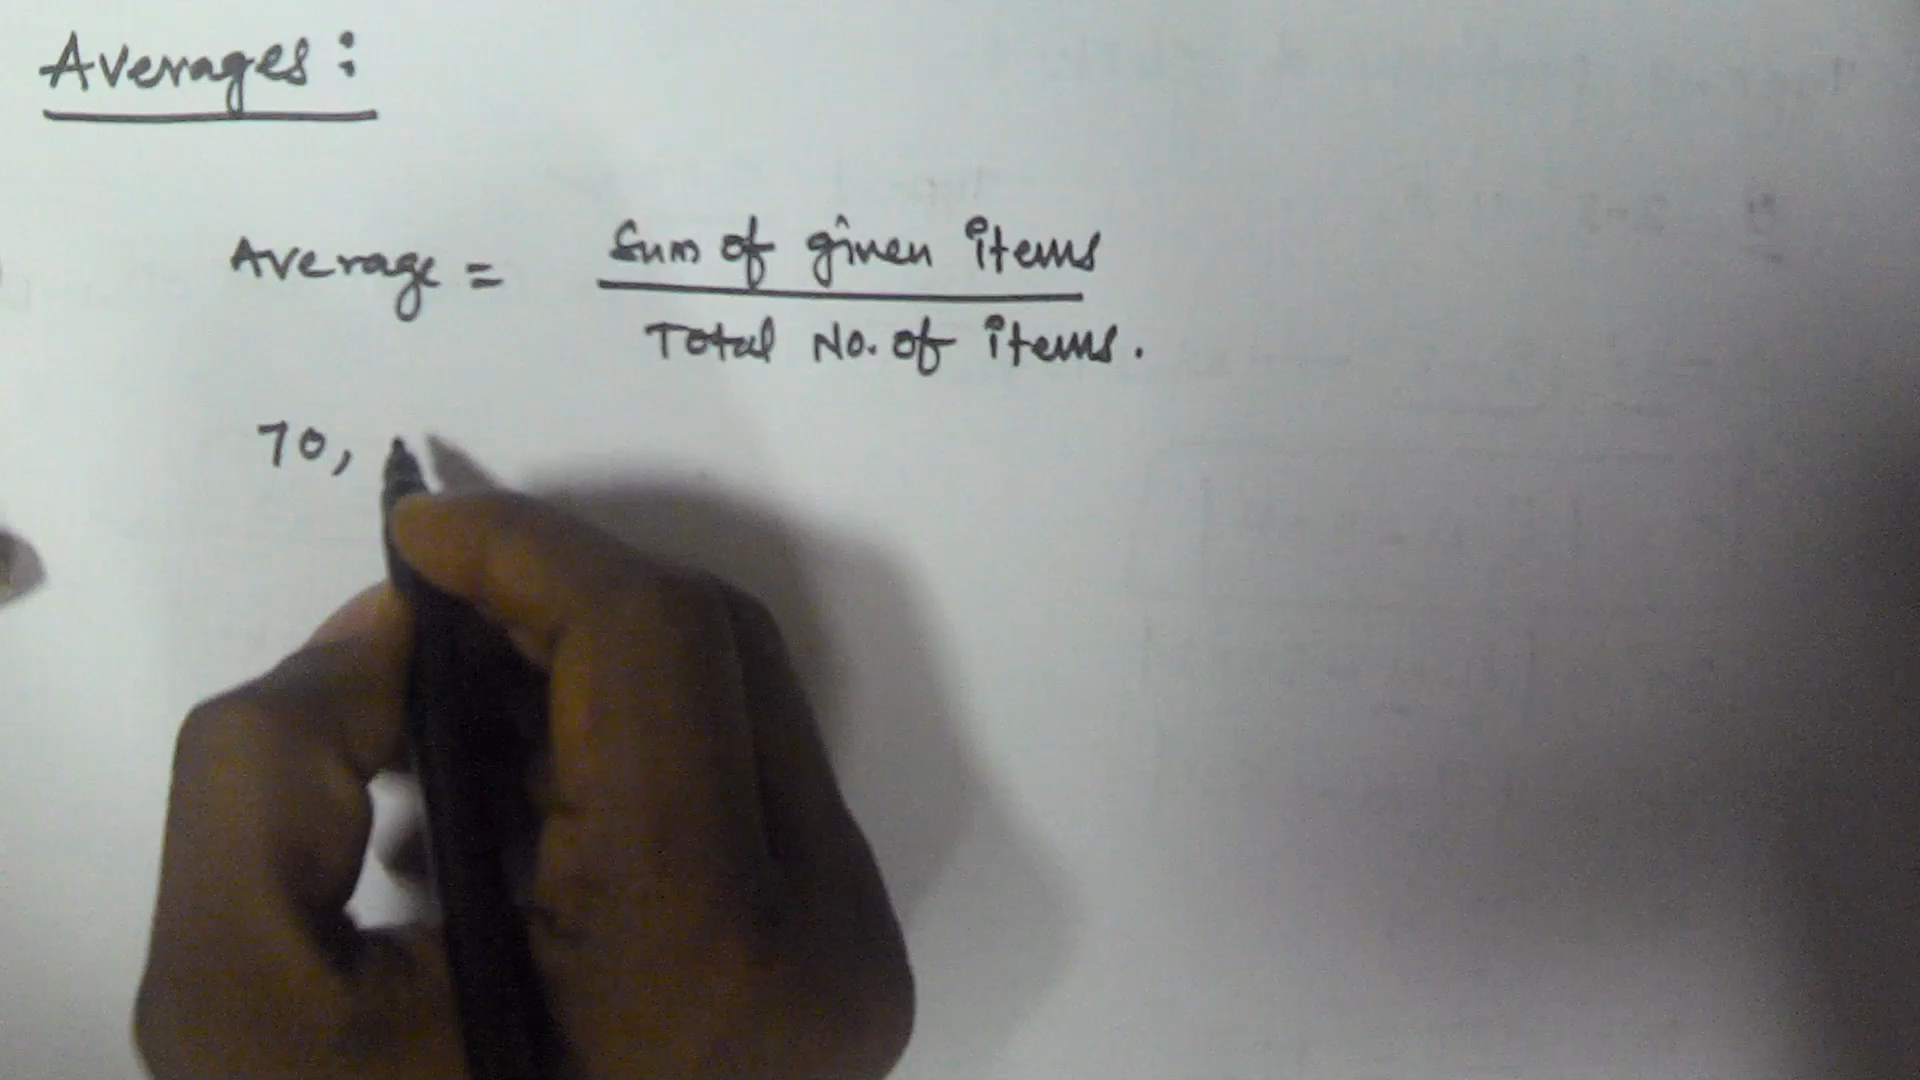 Averages:
Average = Sum of given items
Total No. of items.
70,